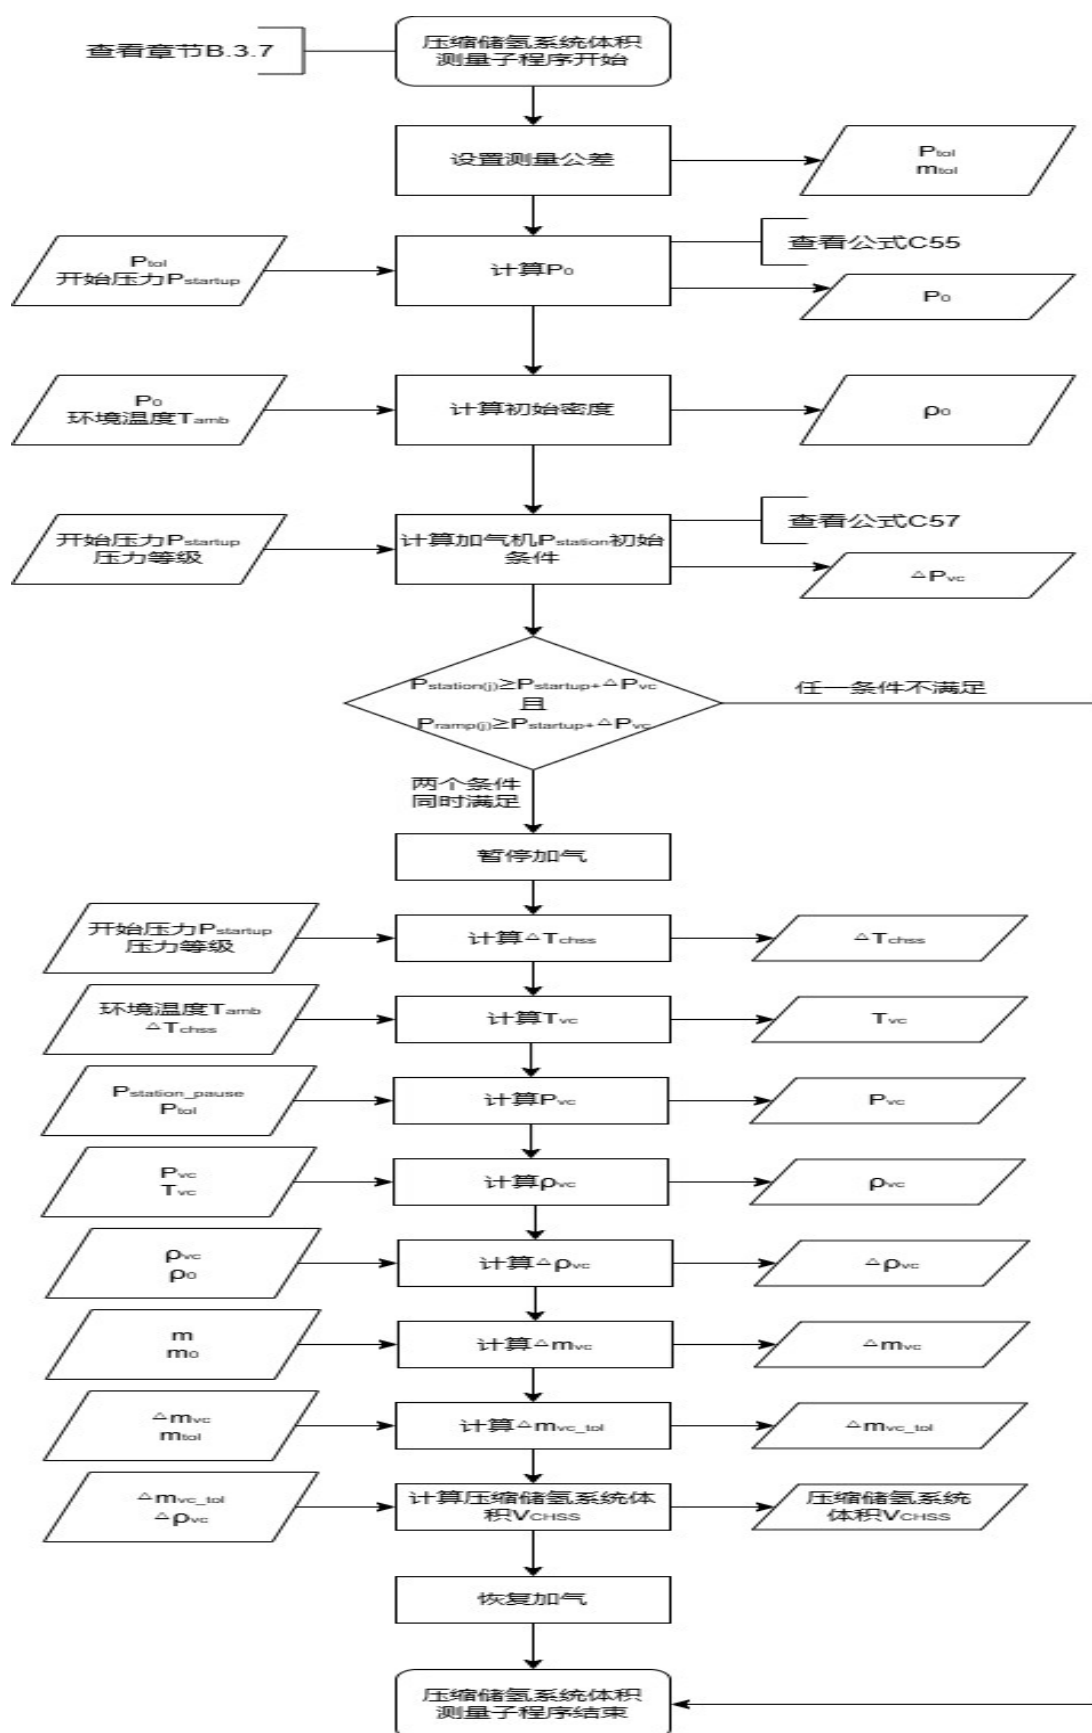 查看章节B.3.7
压缩储氢系统体积
测量子程序开始
设置测量公差
Ptol
mtol
Ptol
开始压力Pstartup
计算P0
查看公式C55
P0
P0
环境温度Tamb
计算初始密度
ρ0
开始压力Pstartup
压力等级
计算加气机Pstation初始
条件
查看公式C57
△Pvc
Pstation(j)≥Pstartup+△Pvc
且
Pramp(j)≥Pstartup+△Pvc
任一条件不满足
两个条件
同时满足
暂停加气
开始压力Pstartup
压力等级
计算△Tchss
△Tchss
环境温度Tamb
△Tchss
计算Tvc
Tvc
Pstation_pause
Ptol
计算Pvc
Pvc
Pvc
Tvc
计算ρvc
ρvc
ρvc
ρ0
计算△ρvc
△ρvc
m
m0
计算△mvc
△mvc
△mvc
mtol
计算△mvc_tol
△mvc_tol
△mvc_tol
△ρvc
计算压缩储氢系统体
积VCHSS
压缩储氢系统
体积VCHSS
恢复加气
压缩储氢系统体积
测量子程序结束